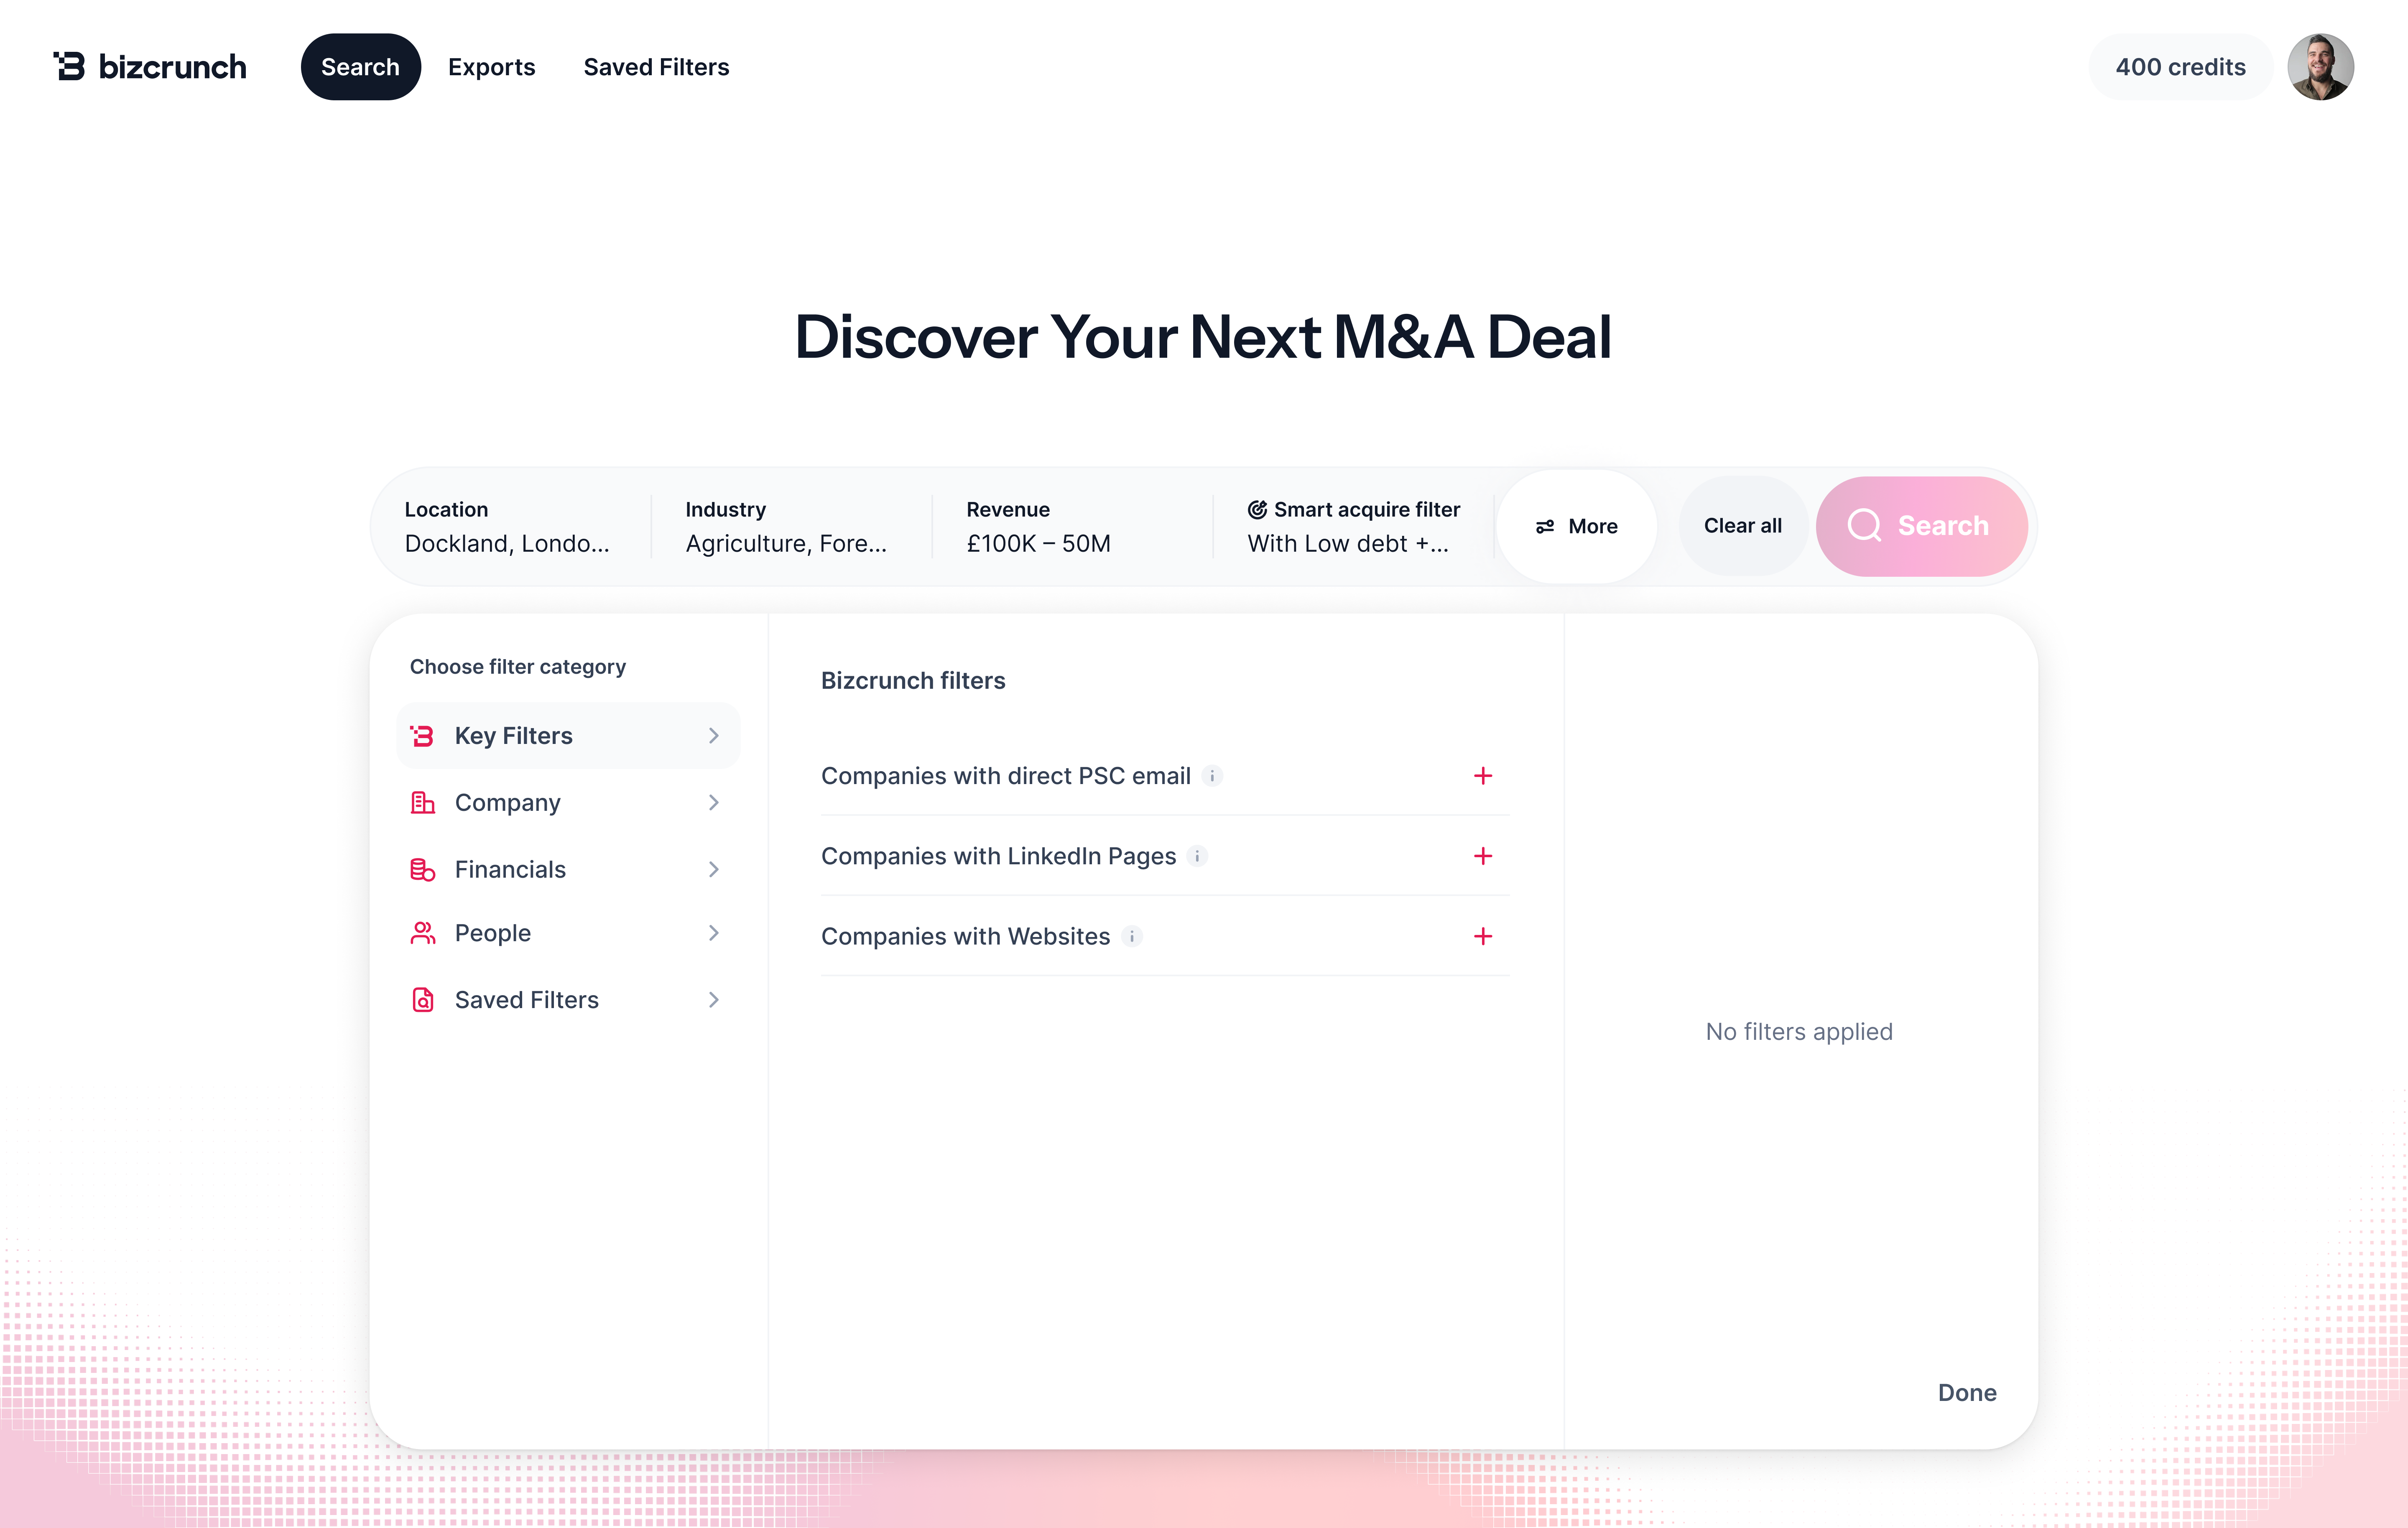 bizcrunch
Search
Exports
Saved Filters
400 credits
Discover Your Next M&A Deal
Location
Dockland, Londo...
Industry
Agriculture, Fore...
Revenue
£100K – 50M
Smart acquire filter
With Low debt +...
More
Clear all
Search
Choose filter category
Key Filters
Company
Financials
People
Saved Filters
Bizcrunch filters
Companies with direct PSC email
Companies with LinkedIn Pages
Companies with Websites
No filters applied
Done